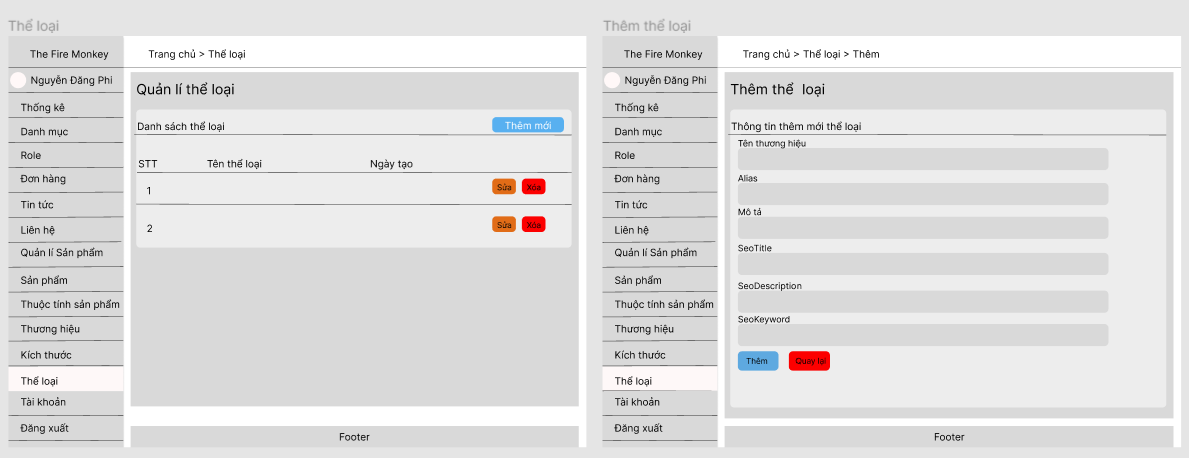 Thể loại
The Fire Monkey
Trang chủ > Thể loại
Nguyễn Đăng Phi
Thống kê
Danh mục
Role
Đơn hàng
Tin tức
Liên hệ
Quản lí Sản phẩm
Sản phẩm
Thuộc tính sản phẩm
Thương hiệu
Kích thước
Thể loại
Tài khoản
Đăng xuất
Quản lí thể loại
Danh sách thể loại
Thêm mới
STT Tên thể loại Ngày tạo
1 Sửa Xóa
2 Sửa Xóa
Footer
Thêm thể loại
The Fire Monkey
Trang chủ > Thể loại > Thêm
Nguyễn Đăng Phi
Thống kê
Danh mục
Role
Đơn hàng
Tin tức
Liên hệ
Quản lí Sản phẩm
Sản phẩm
Thuộc tính sản phẩm
Thương hiệu
Kích thước
Thể loại
Tài khoản
Đăng xuất
Thêm thể loại
Thông tin thêm mới thể loại
Tên thương hiệu
Alias
Mô tả
SeoTitle
SeoDescription
SeoKeyword
Thêm Quay lại
Footer